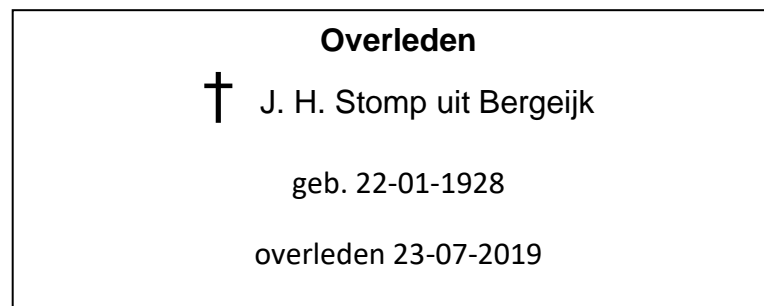 Overleden
† J. H. Stomp uit Bergeijk
geb. 22-01-1928
overleden 23-07-2019